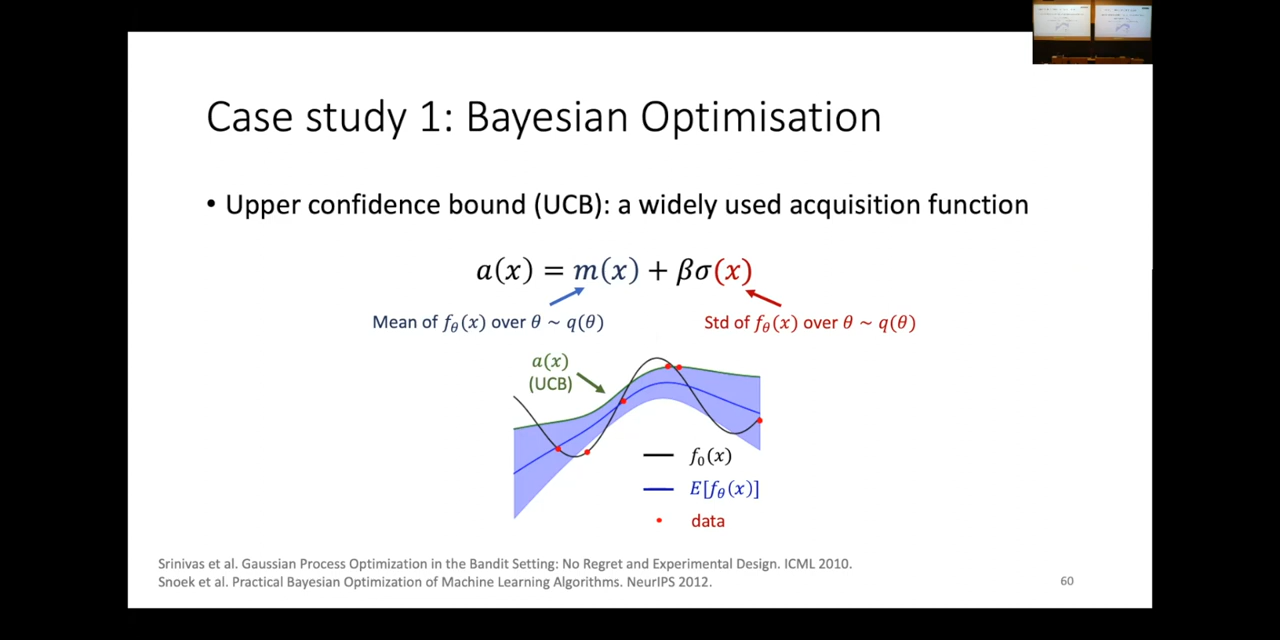 Case study 1: Bayesian Optimisation
• Upper confidence bound (UCB): a widely used acquisition function
a(x) = m(x) + βσ(x)
Mean of f_θ(x) over θ ~ q(θ)
Std of f_θ(x) over θ ~ q(θ)
a(x)
(UCB)
f₀(x)
E[f_θ(x)]
data
Srinivas et al. Gaussian Process Optimization in the Bandit Setting: No Regret and Experimental Design. ICML 2010.
Snoek et al. Practical Bayesian Optimization of Machine Learning Algorithms. NeurIPS 2012.
60